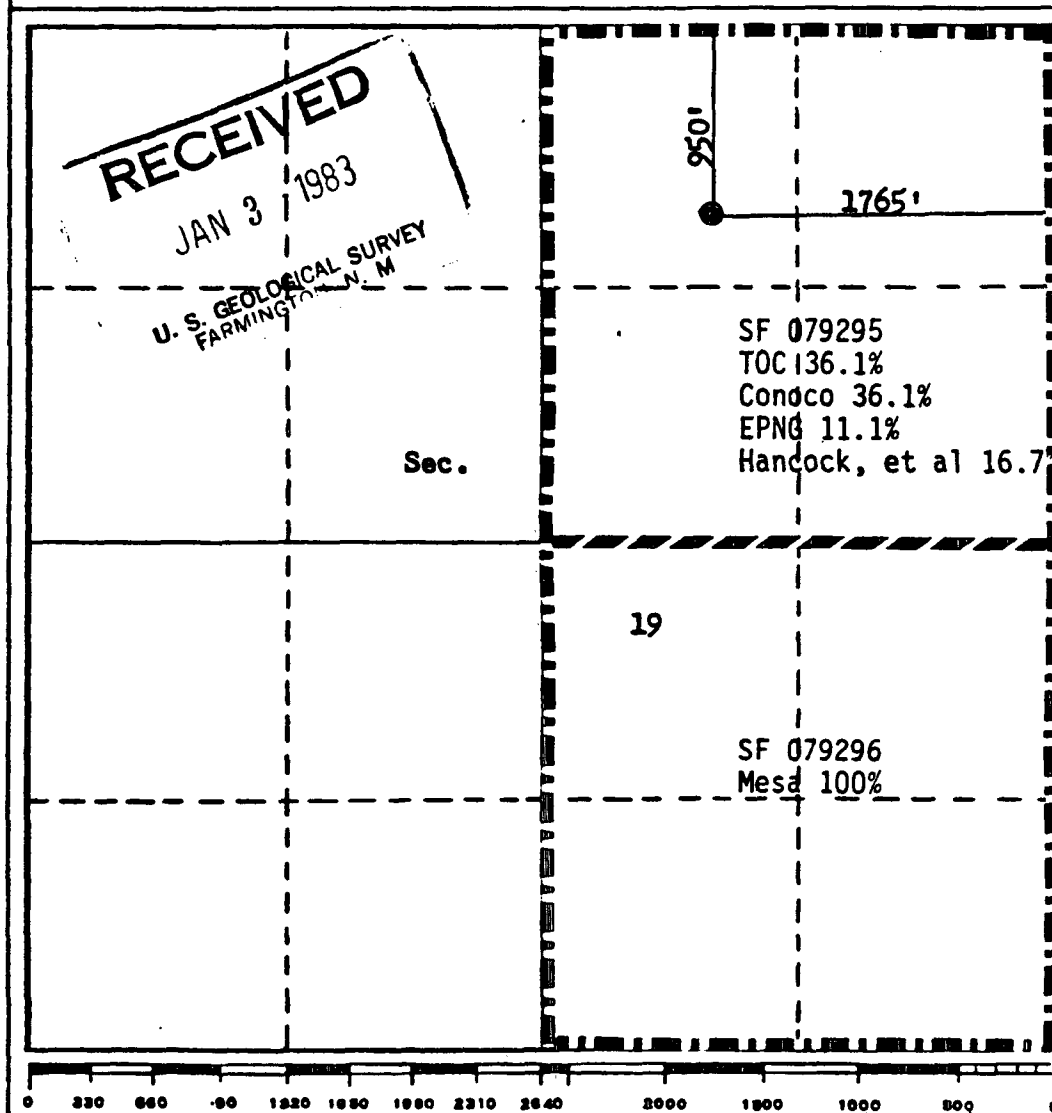 RECEIVED
JAN 3 1983
U. S. GEOLOGICAL SURVEY
FARMINGTON, N. M
950'
1765'
SF 079295
TOC 36.1%
Conoco 36.1%
EPNG 11.1%
Hancock, et al 16.7%
Sec.
19
SF 079296
Mesa 100%
0 330 660 90 1320 1650 1980 2310 2640 2000 1500 1000 500